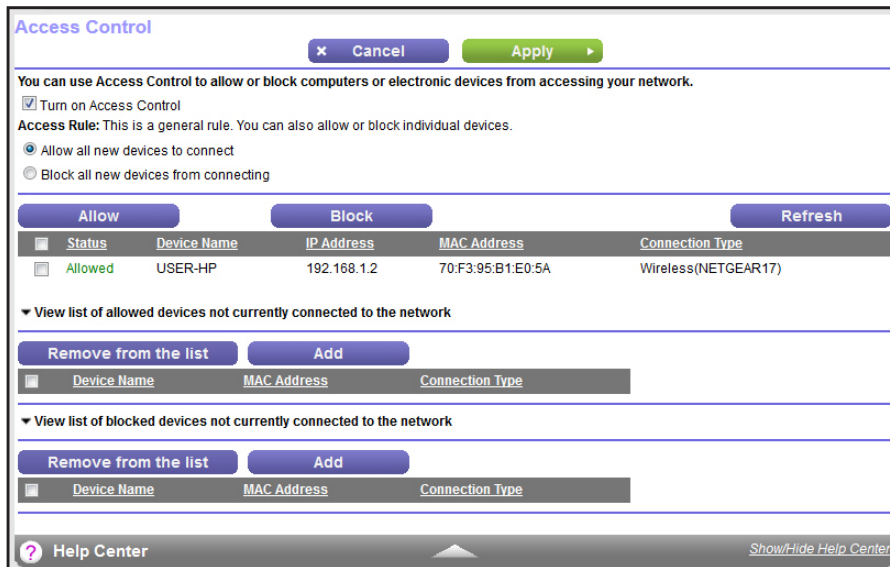 Access Control
× Cancel Apply
You can use Access Control to allow or block computers or electronic devices from accessing your network.
Turn on Access Control
Access Rule: This is a general rule. You can also allow or block individual devices.
Allow all new devices to connect
Block all new devices from connecting
Allow Block Refresh
Status Device Name IP Address MAC Address Connection Type
Allowed USER-HP 192.168.1.2 70:F3:95:B1:E0:5A Wireless(NETGEAR17)
View list of allowed devices not currently connected to the network
Remove from the list Add
Device Name MAC Address Connection Type
View list of blocked devices not currently connected to the network
Remove from the list Add
Device Name MAC Address Connection Type
? Help Center Show/Hide Help Center